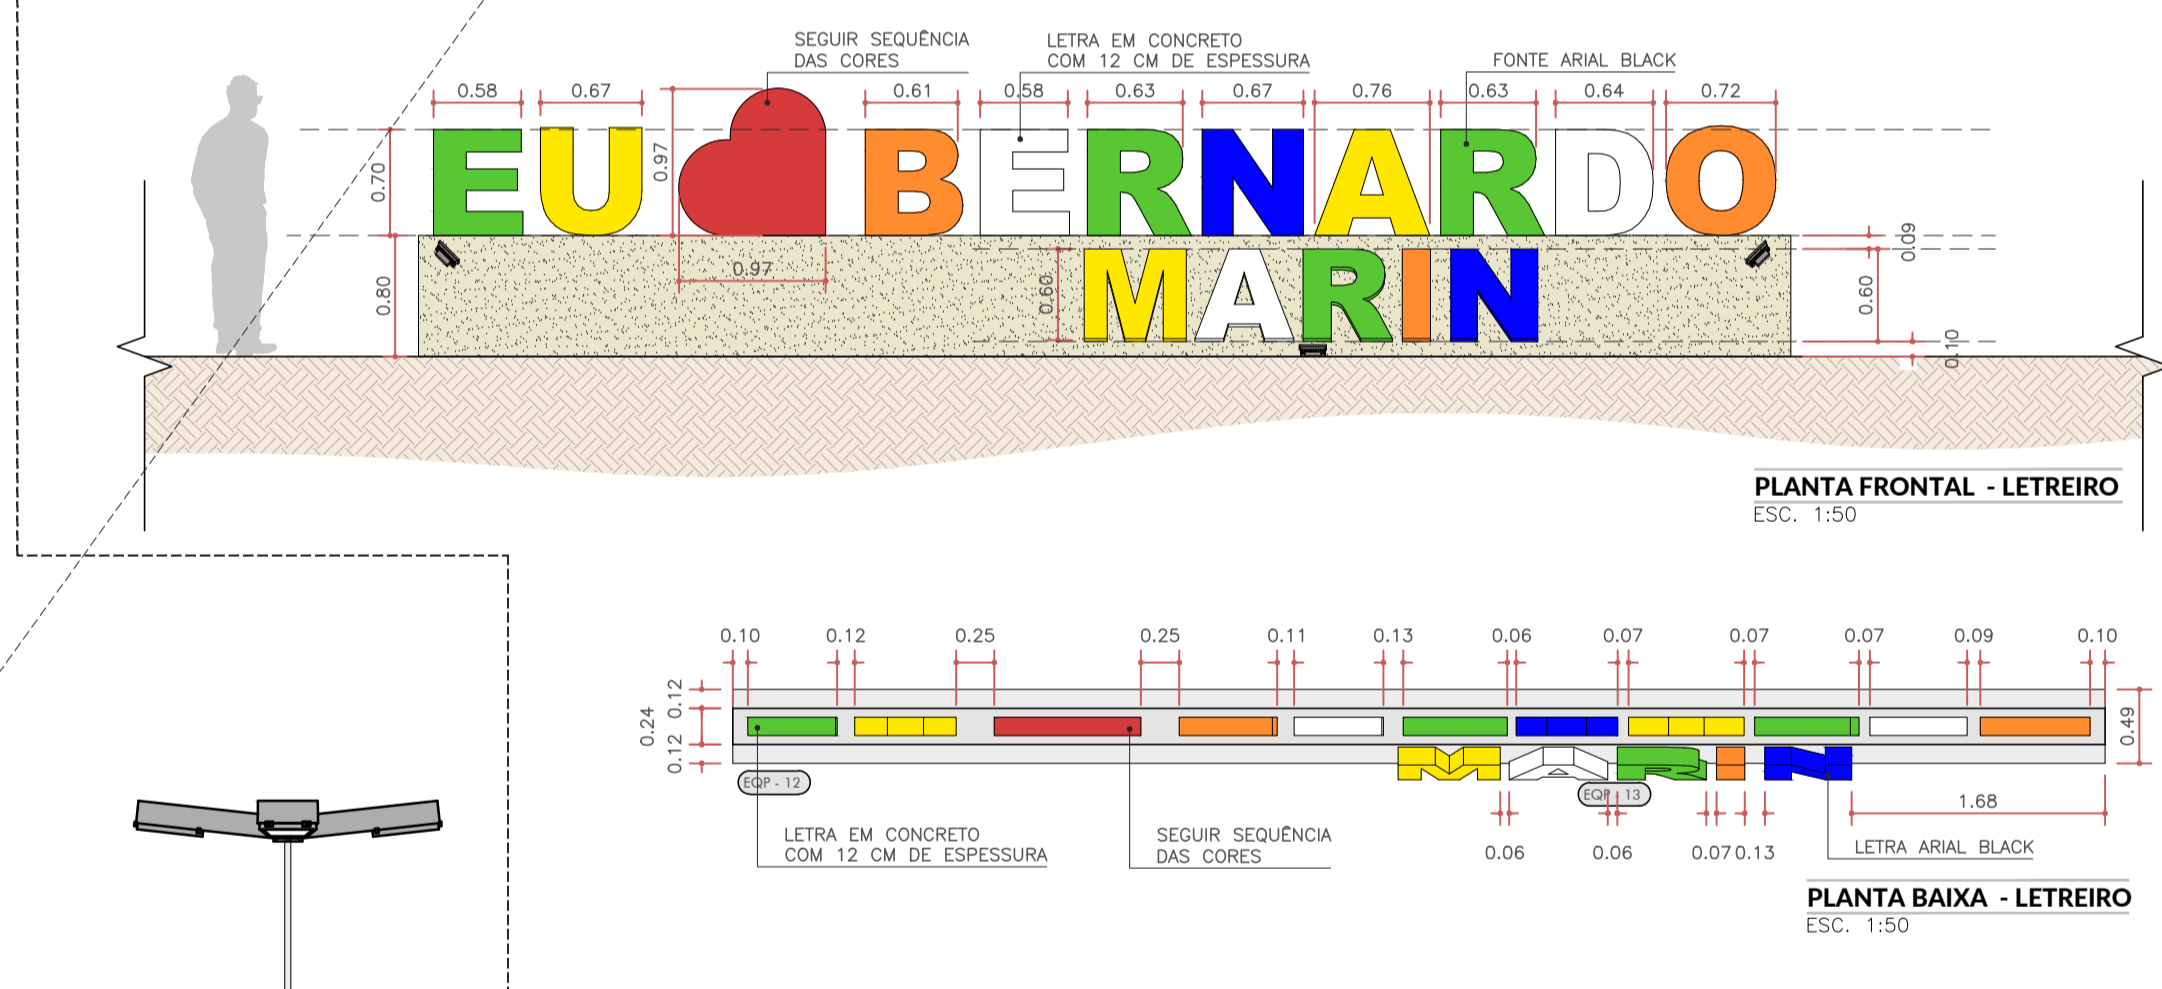 SEGUIR SEQUÊNCIA
DAS CORES
LETRA EM CONCRETO
COM 12 CM DE ESPESSURA
FONTE ARIAL BLACK
0.58
0.67
0.61
0.58
0.63
0.67
0.76
0.63
0.64
0.72
0.70
0.97
EU BERNARDO
0.80
0.97
0.60
MARIN
0.09
0.60
0.10
PLANTA FRONTAL - LETREIRO
ESC. 1:50
0.10
0.12
0.25
0.25
0.11
0.13
0.06
0.07
0.07
0.07
0.09
0.10
0.12
0.24
0.12
0.49
MARIN
EQP - 12
EQP - 13
1.68
LETRA EM CONCRETO
COM 12 CM DE ESPESSURA
SEGUIR SEQUÊNCIA
DAS CORES
0.06
0.06
0.07
0.13
LETRA ARIAL BLACK
PLANTA BAIXA - LETREIRO
ESC. 1:50